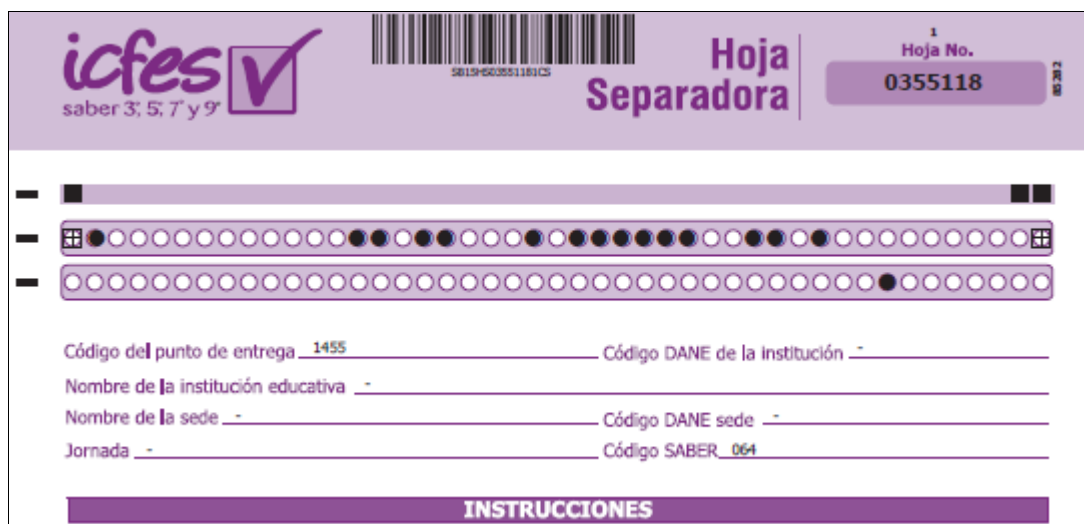 icfes
saber 3°, 5°, 7° y 9°
SB15HS03551181CS
Hoja
Separadora
1
Hoja No.
0355118
85282
Código del punto de entrega 1455
Código DANE de la institución -
Nombre de la institución educativa -
Nombre de la sede -
Código DANE sede -
Jornada -
Código SABER 064
INSTRUCCIONES